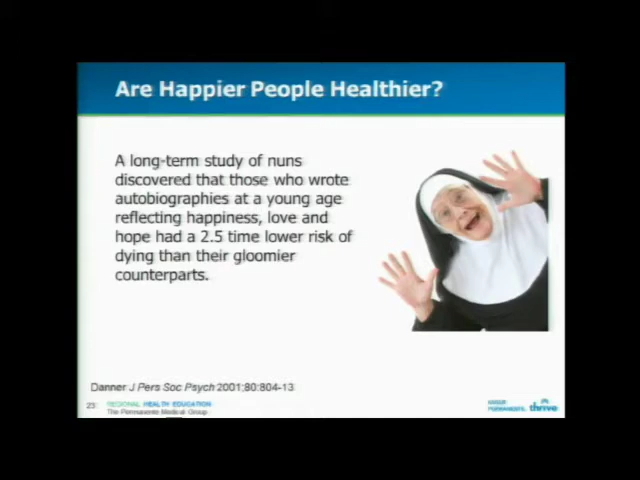 Are Happier People Healthier?
A long-term study of nuns
discovered that those who wrote
autobiographies at a young age
reflecting happiness, love and
hope had a 2.5 time lower risk of
dying than their gloomier
counterparts.
Danner J Pers Soc Psych 2001;80:804-13
23 REGIONAL HEALTH EDUCATION
The Permanente Medical Group
KAISER
PERMANENTE. thrive